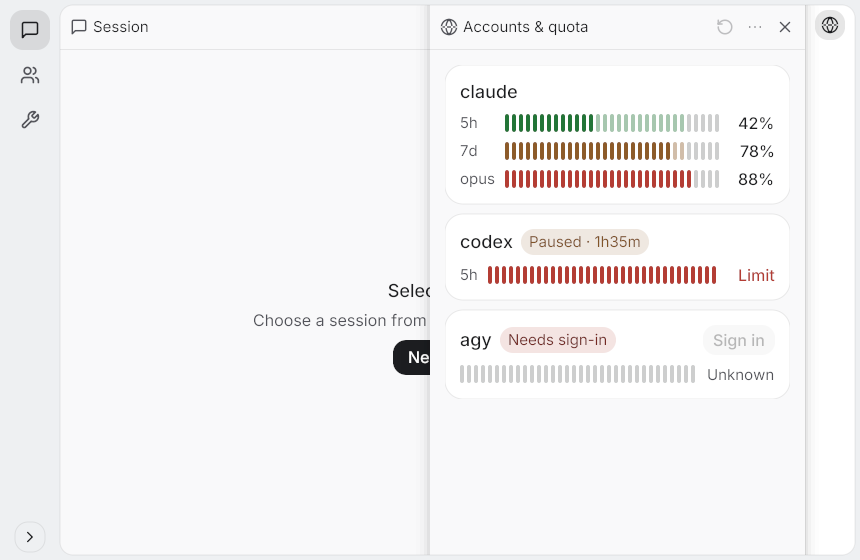 Session
Selec
Choose a session from
Ne
Accounts & quota
claude
5h 42%
7d 78%
opus 88%
codex Paused · 1h35m
5h Limit
agy Needs sign-in Sign in
Unknown